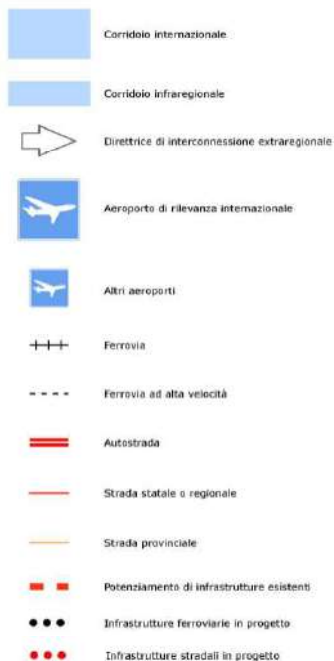 Corridoio internazionale
Corridoio infraregionale
Direttrice di interconnessione extraregionale
Aeroporto di rilevanza internazionale
Altri aeroporti
Ferrovia
Ferrovia ad alta velocità
Autostrada
Strada statale o regionale
Strada provinciale
Potenziamento di infrastrutture esistenti
Infrastrutture ferroviarie in progetto
Infrastrutture stradali in progetto